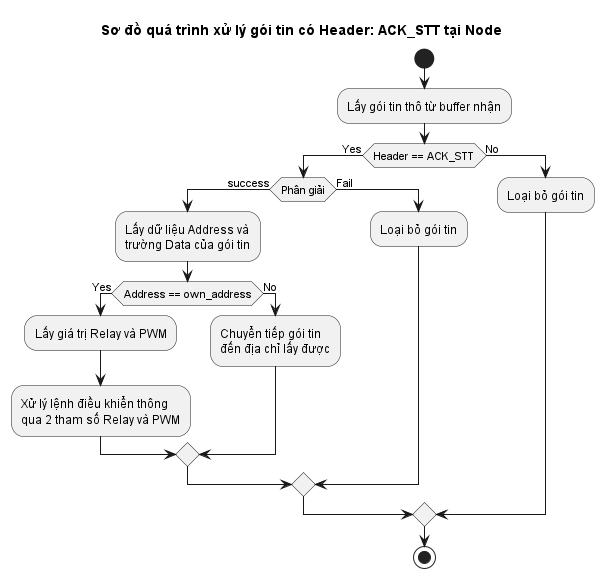 Sơ đồ quá trình xử lý gói tin có Header: ACK_STT tại Node
Lấy gói tin thô từ buffer nhận
Yes
Header == ACK_STT
No
success
Phân giải
Fail
Loại bỏ gói tin
Lấy dữ liệu Address và
trường Data của gói tin
Loại bỏ gói tin
Yes
Address == own_address
No
Lấy giá trị Relay và PWM
Chuyển tiếp gói tin
đến địa chỉ lấy được
Xử lý lệnh điều khiển thông
qua 2 tham số Relay và PWM